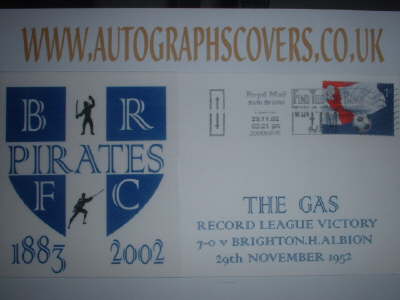 WWW.AUTOGRAPHSCOVERS.CO.UK
B R
PIRATES
F C
1883 2002
Royal Mail
THE GAS
RECORD LEAGUE VICTORY
7-0 V BRIGHTON.H.ALBION
29th NOVEMBER 1952